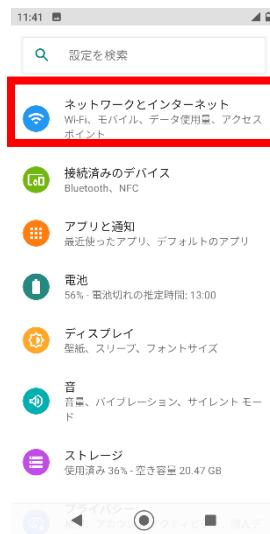 11:41
設定を検索
ネットワークとインターネット
Wi-Fi、モバイル、データ使用量、アクセス
ポイント
接続済みのデバイス
Bluetooth、NFC
アプリと通知
最近使ったアプリ、デフォルトのアプリ
電池
56% - 電池切れの推定時間: 13:00
ディスプレイ
壁紙、スリープ、フォントサイズ
音
音量、バイブレーション、サイレント モー
ド
ストレージ
使用済み 36% - 空き容量 20.47 GB
プライバシー